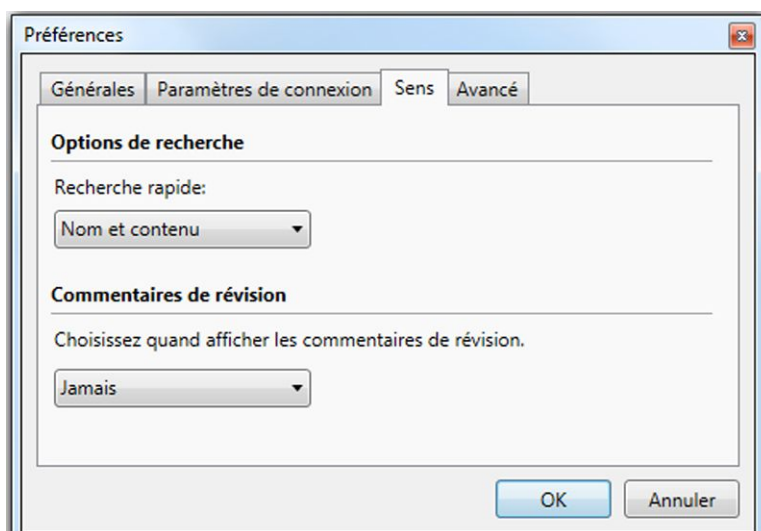 Préférences
Générales Paramètres de connexion Sens Avancé
Options de recherche
Recherche rapide:
Nom et contenu
Commentaires de révision
Choisissez quand afficher les commentaires de révision.
Jamais
OK Annuler